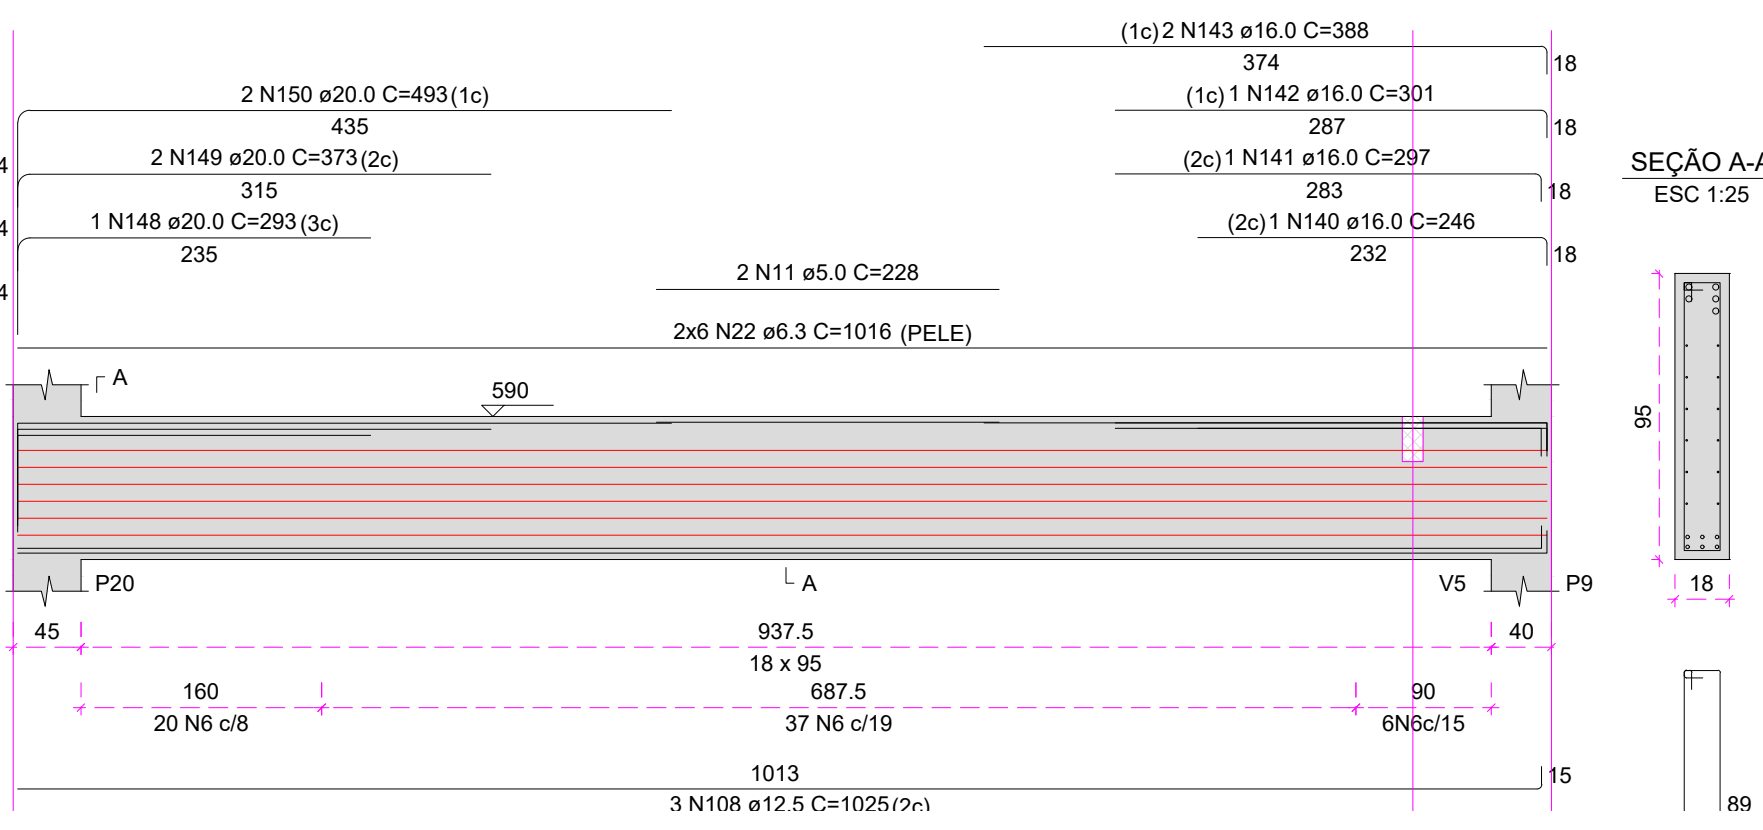 (1c) 2 N143 ø16.0 C=388
374
18
2 N150 ø20.0 C=493(1c)
435
(1c) 1 N142 ø16.0 C=301
287
18
4
2 N149 ø20.0 C=373(2c)
315
(2c) 1 N141 ø16.0 C=297
283
18
4
1 N148 ø20.0 C=293(3c)
235
(2c) 1 N140 ø16.0 C=246
232
18
4
2 N11 ø5.0 C=228
2x6 N22 ø6.3 C=1016 (PELE)
SEÇÃO A-A
ESC 1:25
A
590
95
18
P20
A
V5
P9
45
937.5
40
18 x 95
160
687.5
90
20 N6 c/8
37 N6 c/19
6N6c/15
1013
15
3 N108 ø12.5 C=1025(2c)
89